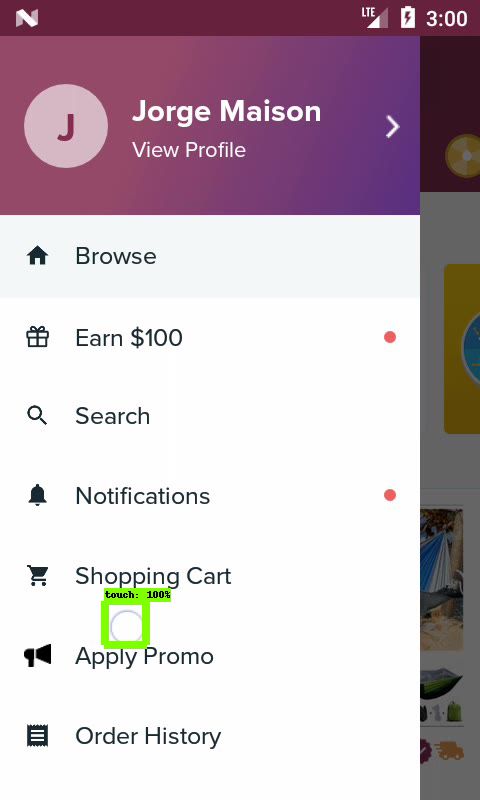 LTE 3:00
J
Jorge Maison
View Profile
Browse
Earn $100
Search
Notifications
Shopping Cart
touch: 100%
Apply Promo
Order History